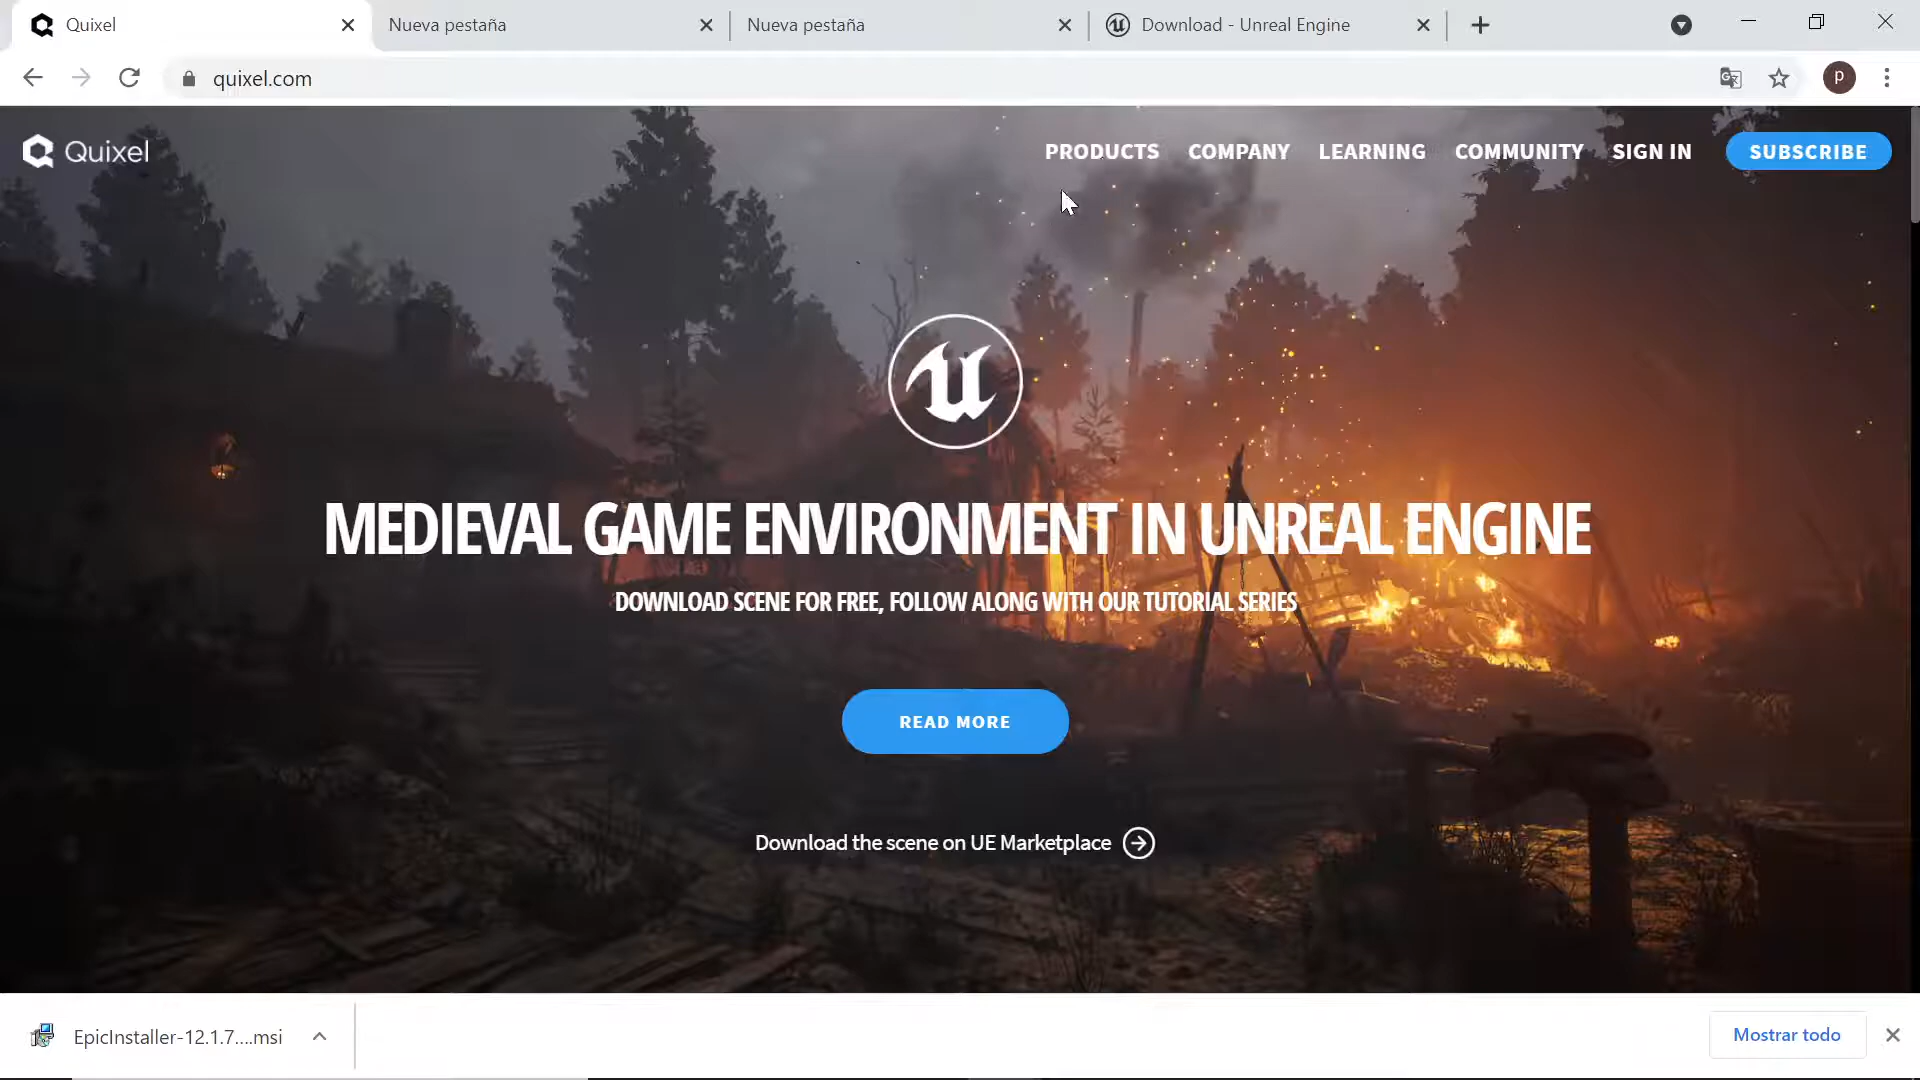 Quixel
Nueva pestaña
Nueva pestaña
Download - Unreal Engine
quixel.com
P
Quixel
PRODUCTS
COMPANY
LEARNING
COMMUNITY
SIGN IN
SUBSCRIBE
MEDIEVAL GAME ENVIRONMENT IN UNREAL ENGINE
DOWNLOAD SCENE FOR FREE, FOLLOW ALONG WITH OUR TUTORIAL SERIES
READ MORE
Download the scene on UE Marketplace
EpicInstaller-12.1.7....msi
Mostrar todo